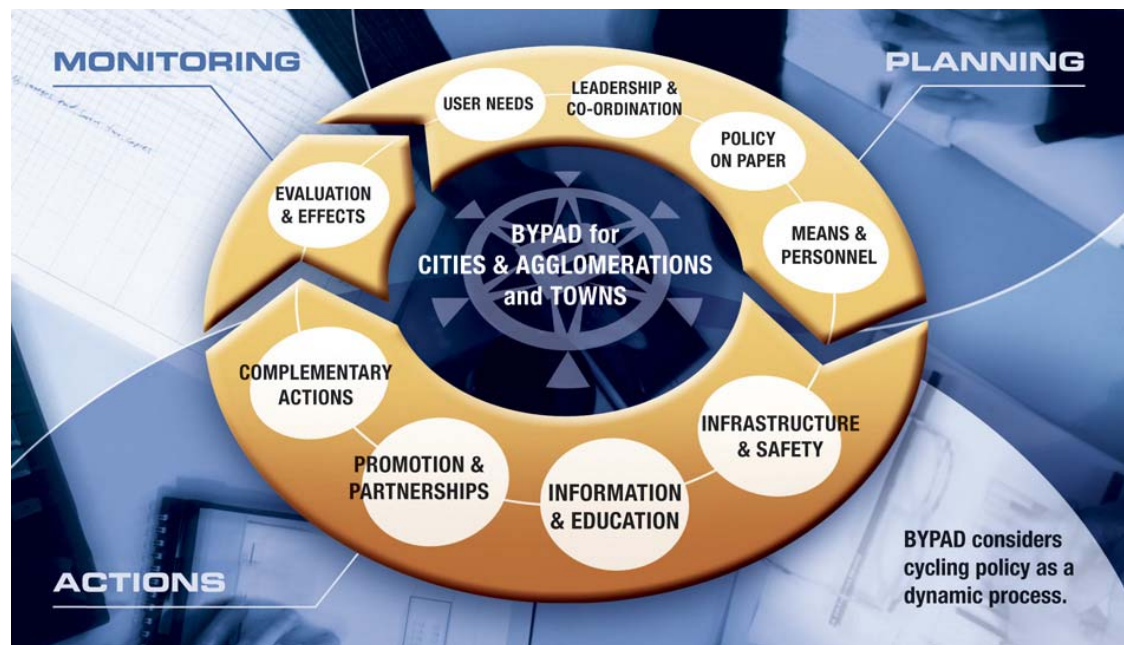 MONITORING
PLANNING
USER NEEDS
LEADERSHIP &
CO-ORDINATION
POLICY
ON PAPER
MEANS &
PERSONNEL
EVALUATION
& EFFECTS
BYPAD for
CITIES & AGGLOMERATIONS
and TOWNS
COMPLEMENTARY
ACTIONS
PROMOTION &
PARTNERSHIPS
INFORMATION
& EDUCATION
INFRASTRUCTURE
& SAFETY
ACTIONS
BYPAD considers
cycling policy as a
dynamic process.